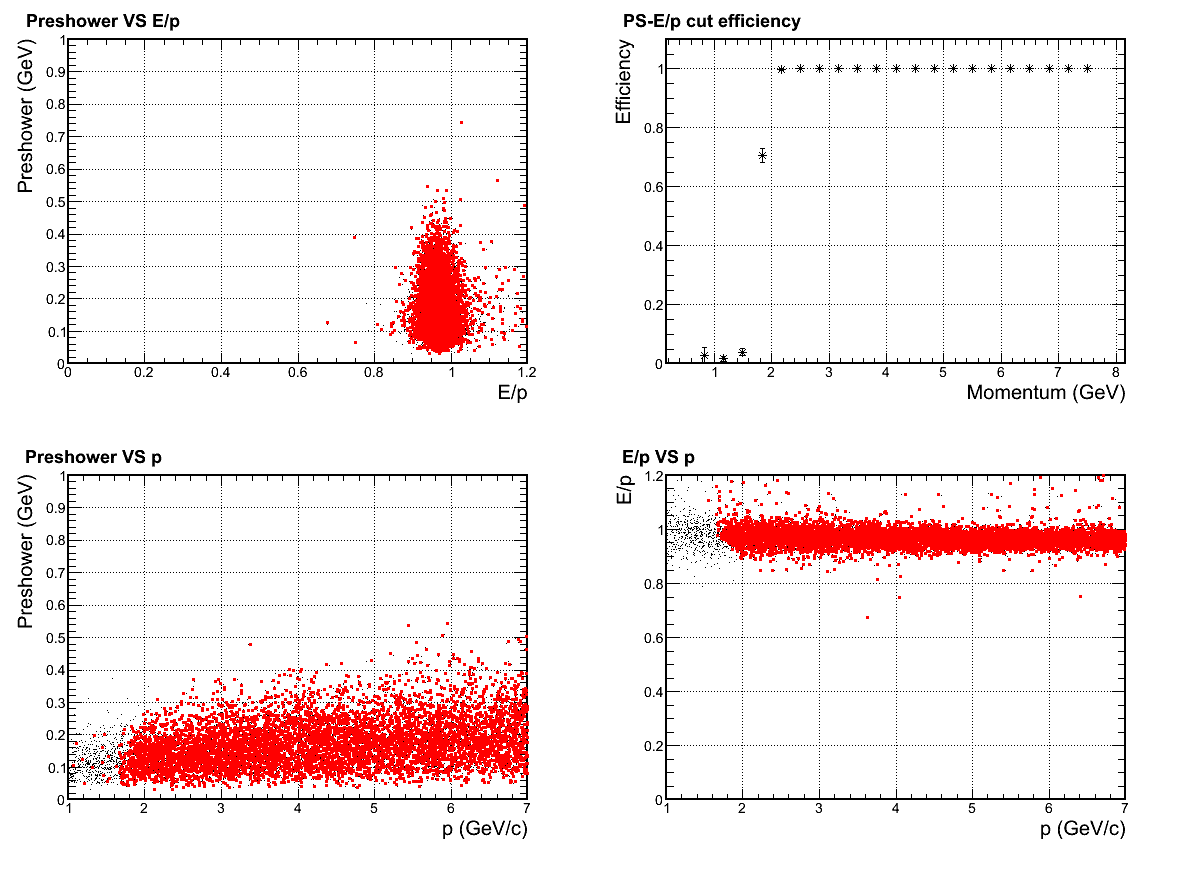 Preshower VS E/p
Preshower (GeV)
1
0.9
0.8
0.7
0.6
0.5
0.4
0.3
0.2
0.1
0
0 0.2 0.4 0.6 0.8 1 1.2
E/p
PS-E/p cut efficiency
Efficiency
1
0.8
0.6
0.4
0.2
0
1 2 3 4 5 6 7 8
Momentum (GeV)
Preshower VS p
Preshower (GeV)
1
0.9
0.8
0.7
0.6
0.5
0.4
0.3
0.2
0.1
0
1 2 3 4 5 6 7
p (GeV/c)
E/p VS p
E/p
1.2
1
0.8
0.6
0.4
0.2
0
1 2 3 4 5 6 7
p (GeV/c)